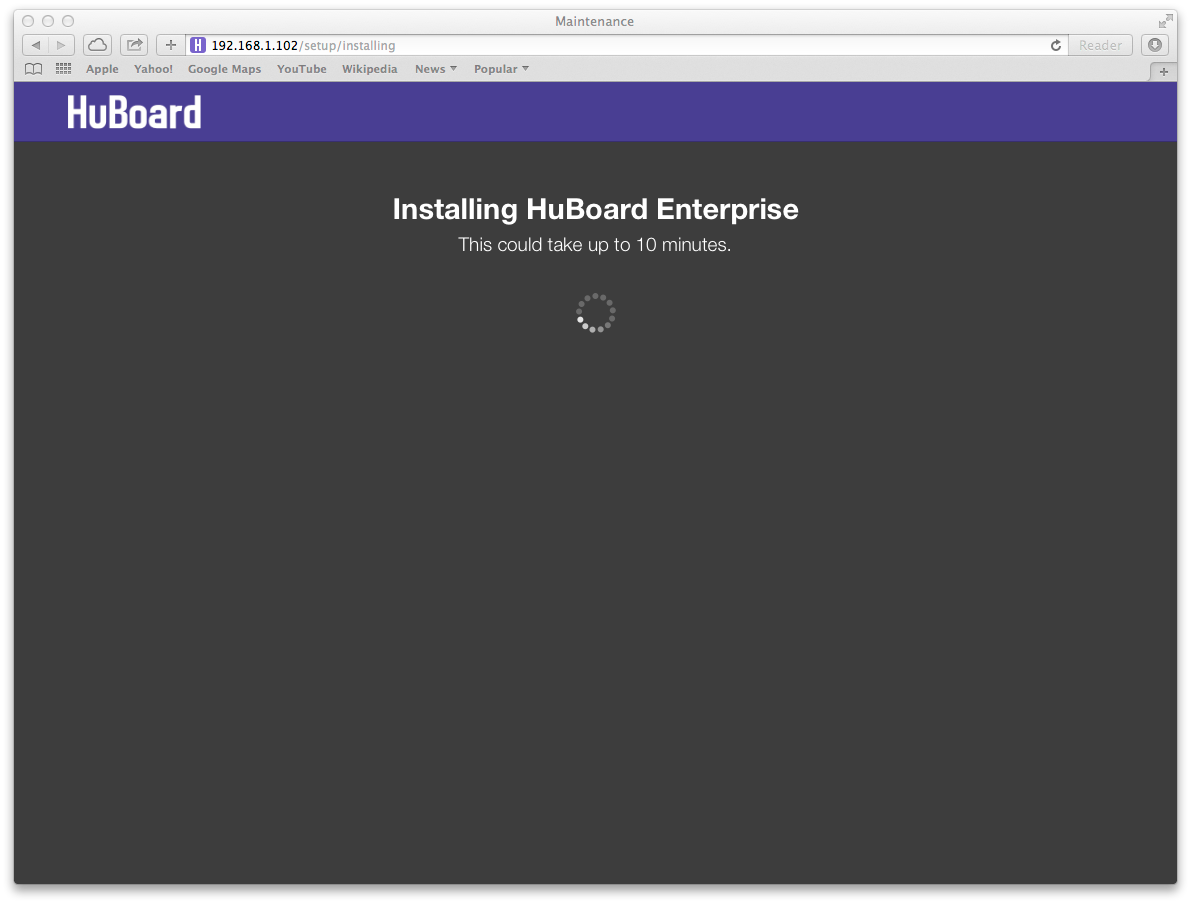 Maintenance
H 192.168.1.102/setup/installing Reader
Apple Yahoo! Google Maps YouTube Wikipedia News Popular
HuBoard
Installing HuBoard Enterprise
This could take up to 10 minutes.